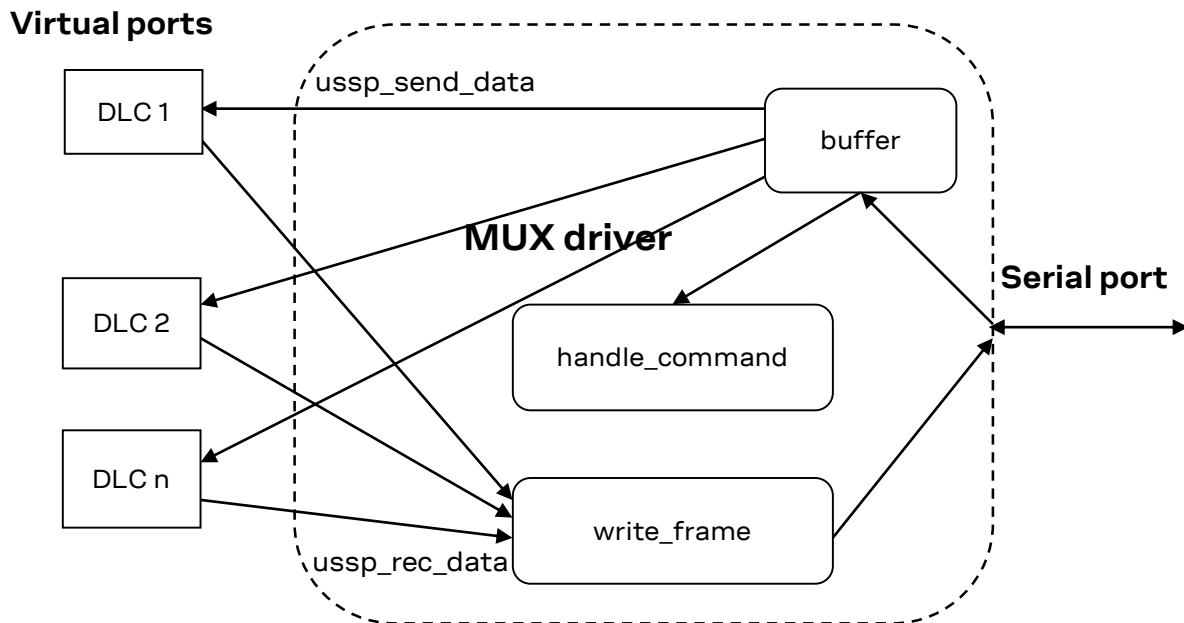 Virtual ports
ussp_send_data
DLC 1
buffer
MUX driver
Serial port
DLC 2
handle_command
DLC n
write_frame
ussp_rec_data